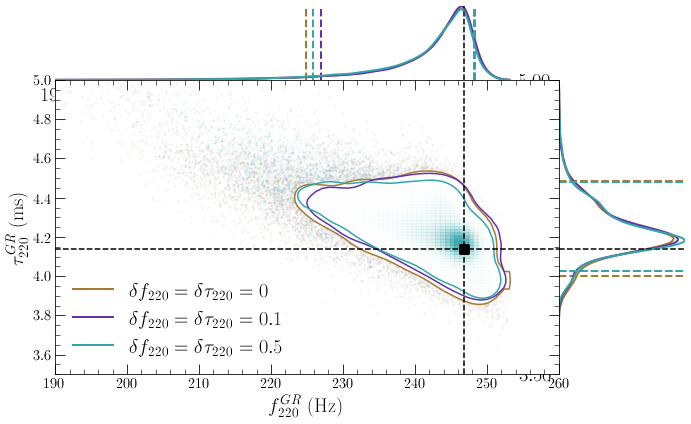 5.0
4.8
4.6
4.4
4.2
4.0
3.8
3.6
τ_{220}^{GR} (ms)
δf_{220} = δτ_{220} = 0
δf_{220} = δτ_{220} = 0.1
δf_{220} = δτ_{220} = 0.5
190 200 210 220 230 240 250 260
f_{220}^{GR} (Hz)